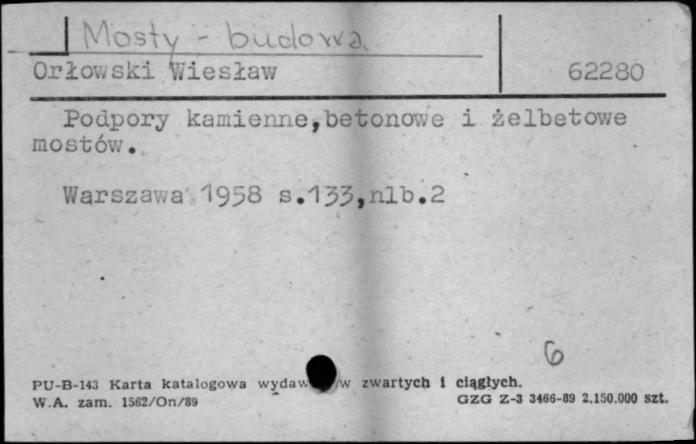 Mosty - budowa
Orłowski Wiesław 62280
Podpory kamienne,betonowe i żelbetowe
mostów.
Warszawa 1958 s.133,nlb.2
6
PU-B-143 Karta katalogowa zwartych i ciągłych.
W.A. zam. 1562/On/89 GZG Z-3 3466-89 2.150.000 szt.